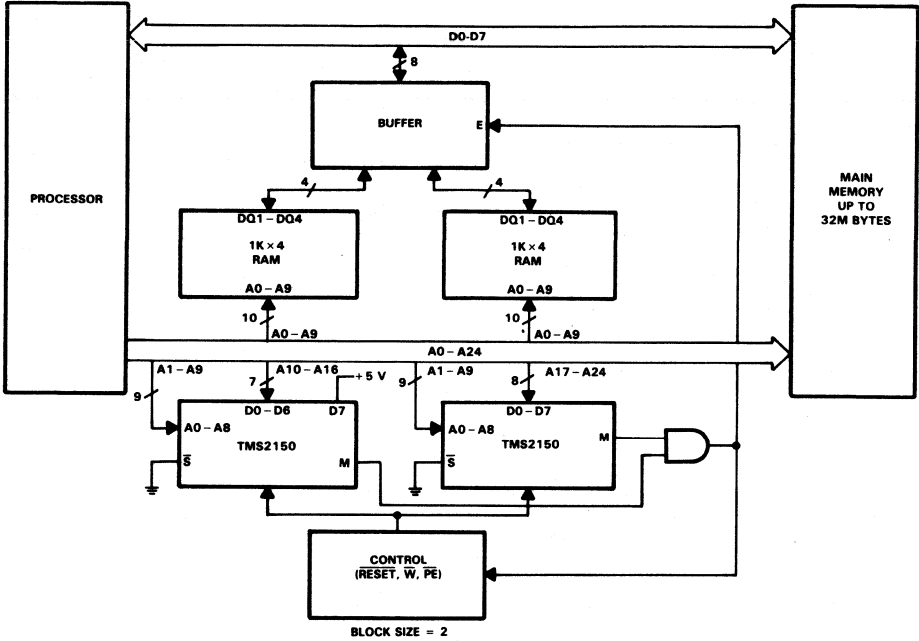 D0-D7
8
BUFFER
E
PROCESSOR
MAIN
MEMORY
UP TO
32M BYTES
4
4
DQ1 – DQ4
1K × 4
RAM
A0 – A9
DQ1 – DQ4
1K × 4
RAM
A0 – A9
10
A0 – A9
10
A0 – A9
A0 – A24
A1 – A9
9
7
A10 – A16
+5 V
A1 – A9
9
8
A17 – A24
D0 – D6
D7
A0 – A8
TMS2150
S̅
M
D0 – D7
A0 – A8
TMS2150
S̅
M
CONTROL
(R̅E̅S̅E̅T̅, W̅, P̅E̅)
BLOCK SIZE = 2